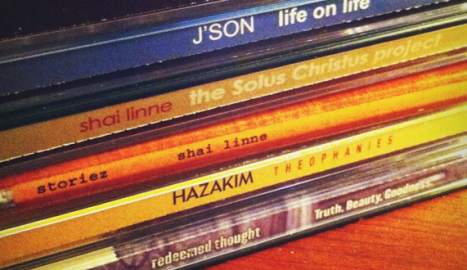 J'SON life on life
shai linne the Solus Christus project
storiez shai linne
HAZAKIM THEOPHANIES
redeemed thought Truth. Beauty. Goodness.